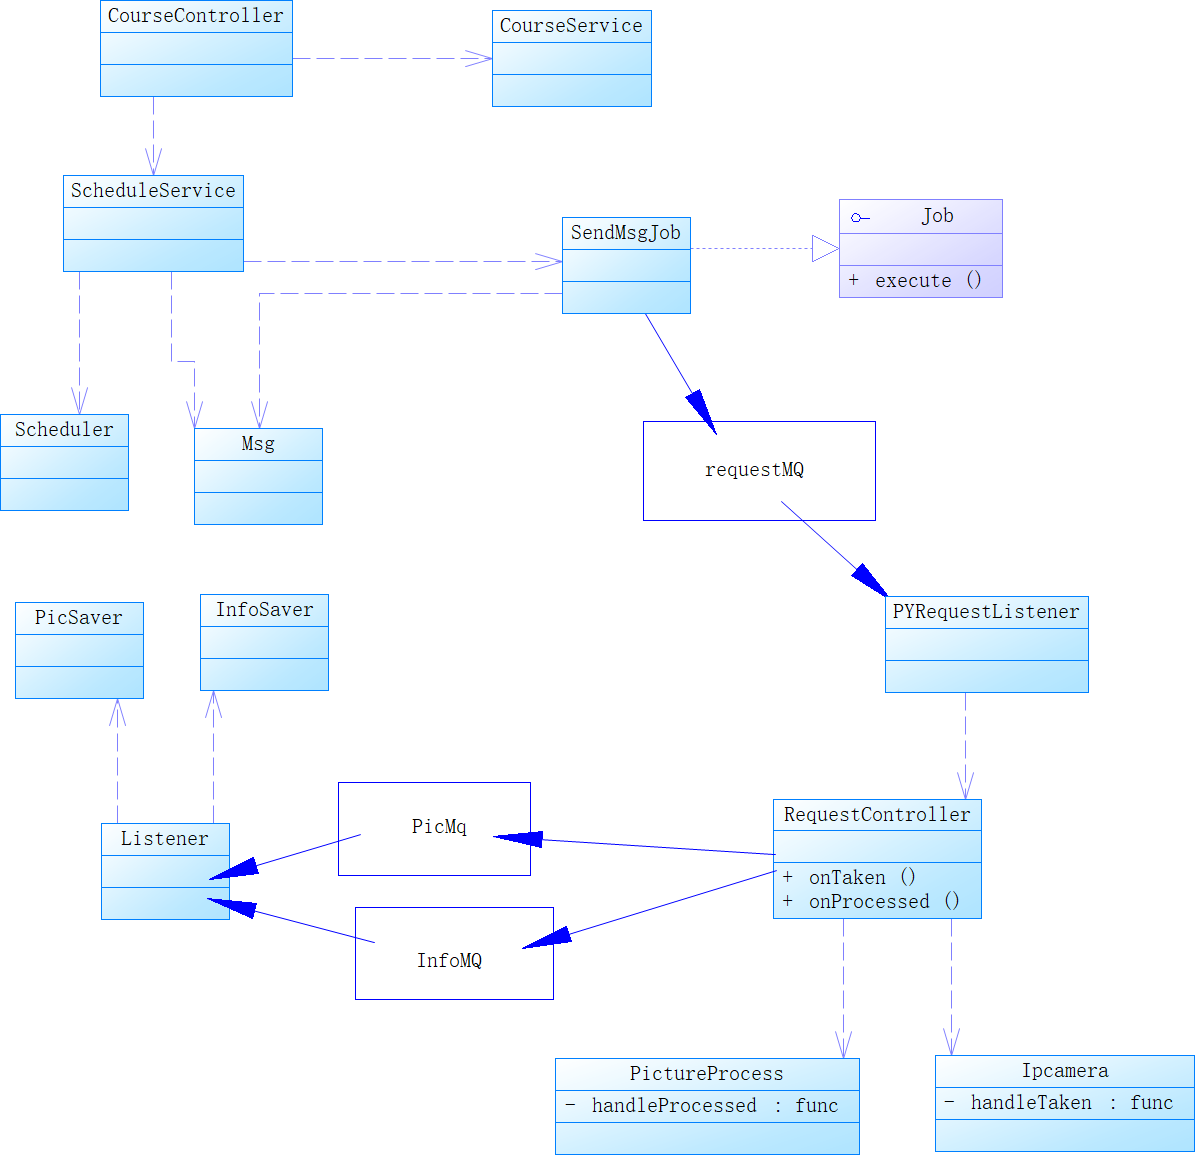 CourseController
CourseService
ScheduleService
SendMsgJob
Job
+ execute ()
Scheduler
Msg
requestMQ
PicSaver
InfoSaver
PYRequestListener
Listener
PicMq
RequestController
+ onTaken ()
+ onProcessed ()
InfoMQ
PictureProcess
- handleProcessed : func
Ipcamera
- handleTaken : func